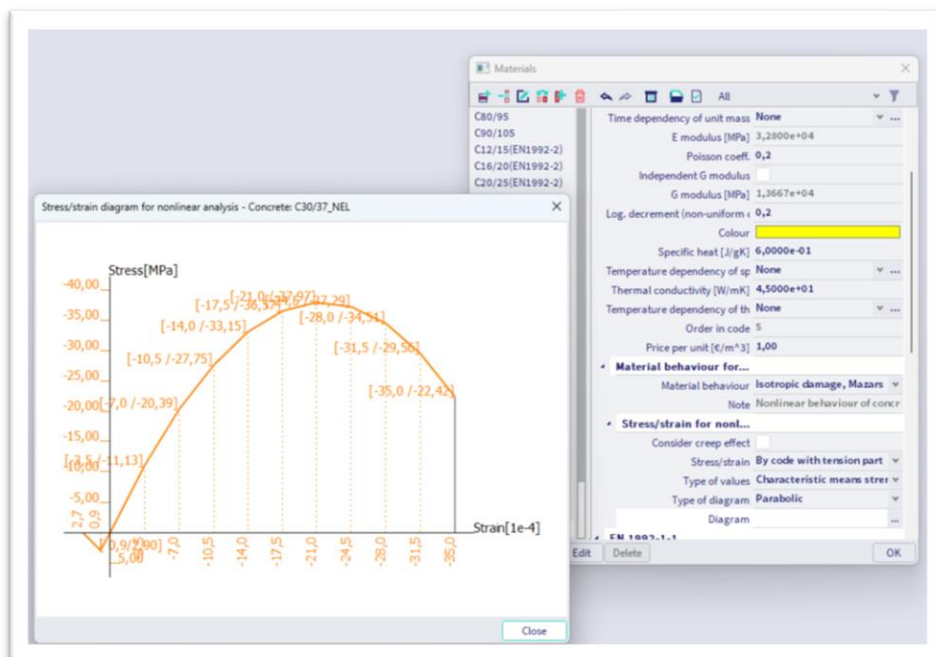 Materials
All
C80/95
C90/105
C12/15(EN1992-2)
C16/20(EN1992-2)
C20/25(EN1992-2)
Time dependency of unit mass None
E modulus [MPa] 3,2800e+04
Poisson coeff. 0,2
Independent G modulus
G modulus [MPa] 1,3667e+04
Log. decrement (non-uniform 0,2
Colour
Specific heat [J/gK] 6,0000e-01
Temperature dependency of sp None
Thermal conductivity [W/mK] 4,5000e+01
Temperature dependency of th None
Order in code 5
Price per unit [€/m^3] 1,00
Material behaviour for...
Material behaviour Isotropic damage, Mazars
Note Nonlinear behaviour of concr
Stress/strain for nonl...
Consider creep effect
Stress/strain By code with tension part
Type of values Characteristic means strer
Type of diagram Parabolic
Diagram ...
EN 1992-1-1
Edit Delete OK
Stress/strain diagram for nonlinear analysis - Concrete: C30/37_NEL
Stress[MPa]
-40,00
-35,00
-30,00
-25,00
-20,00
-15,00
-10,00
-5,00
5,00
[-21,0 /-37,97]
[-14,0 /-33,15]
[-28,0 /-34,51]
[-10,5 /-27,75]
[-31,5 /-29,56]
[-35,0 /-22,42]
[-7,0 /-20,39]
[-3,5 /-11,13]
Strain[1e-4]
2,7
0,9
-7,0
-10,5
-14,0
-17,5
-21,0
-24,5
-28,0
-31,5
-35,0
Close